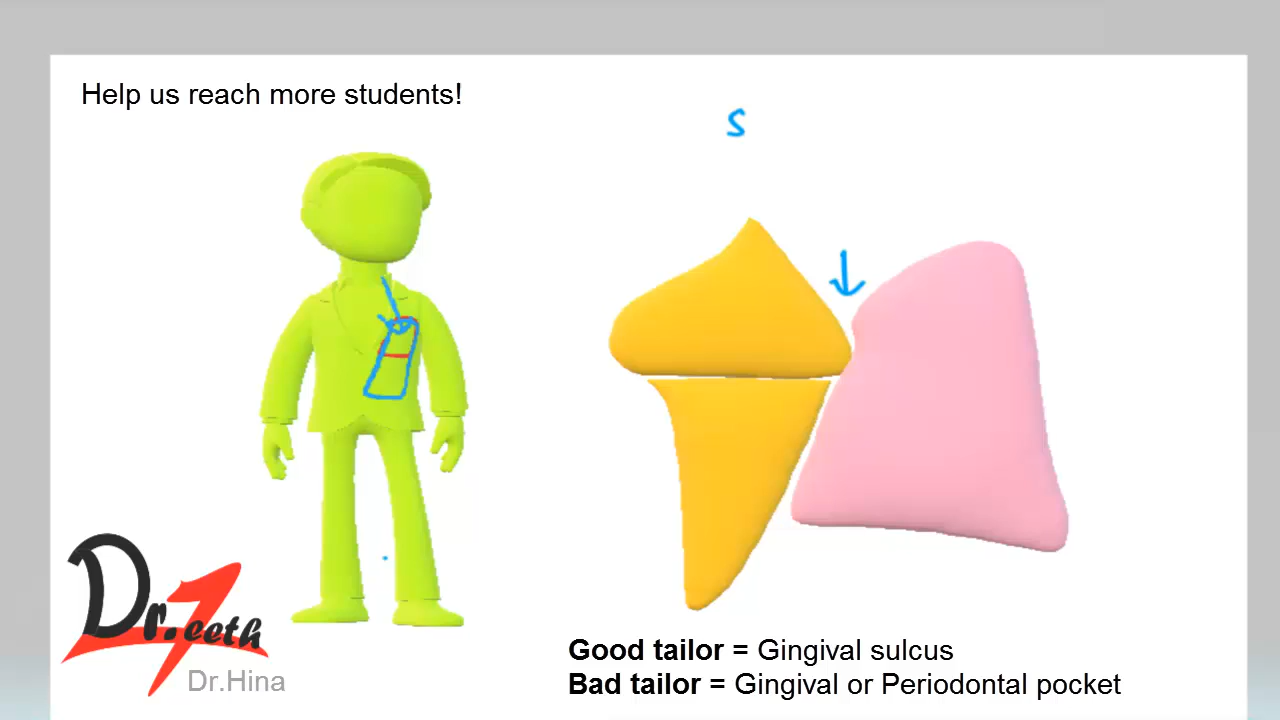 Help us reach more students!
S
Dr.Teeth
Dr.Hina
Good tailor = Gingival sulcus
Bad tailor = Gingival or Periodontal pocket